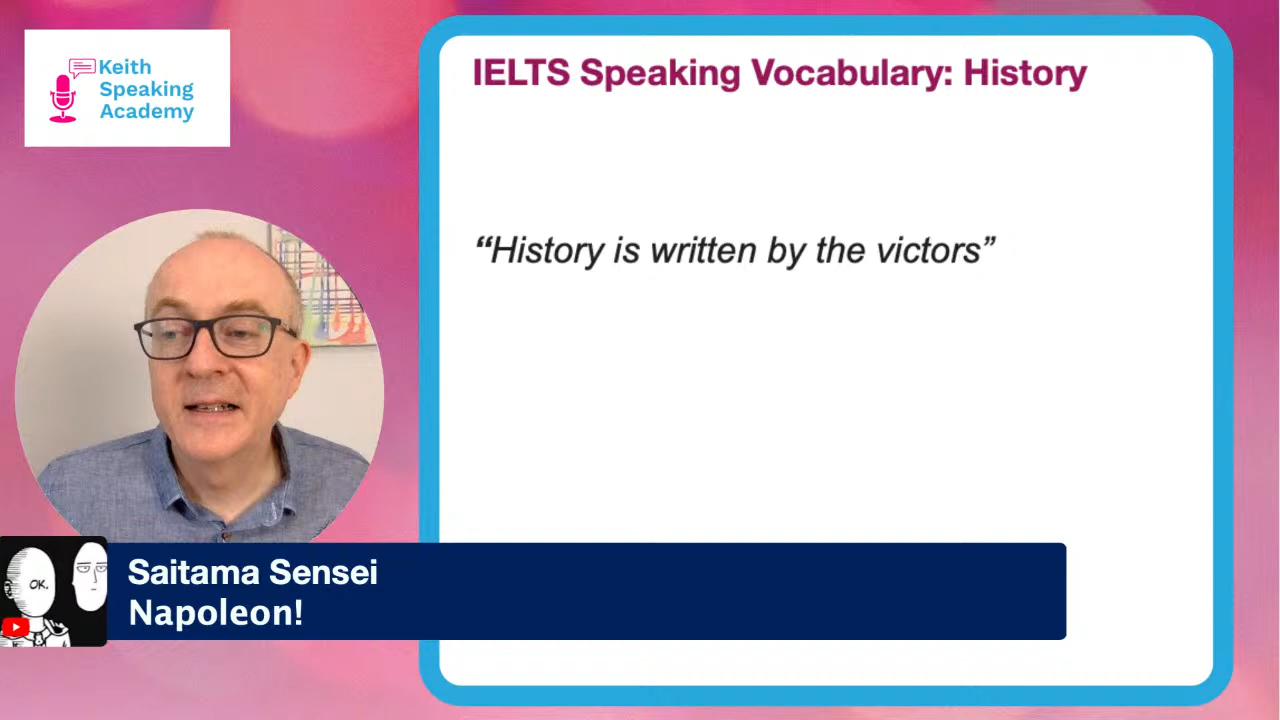 Keith
Speaking
Academy
IELTS Speaking Vocabulary: History
“History is written by the victors”
OK.
Saitama Sensei
Napoleon!